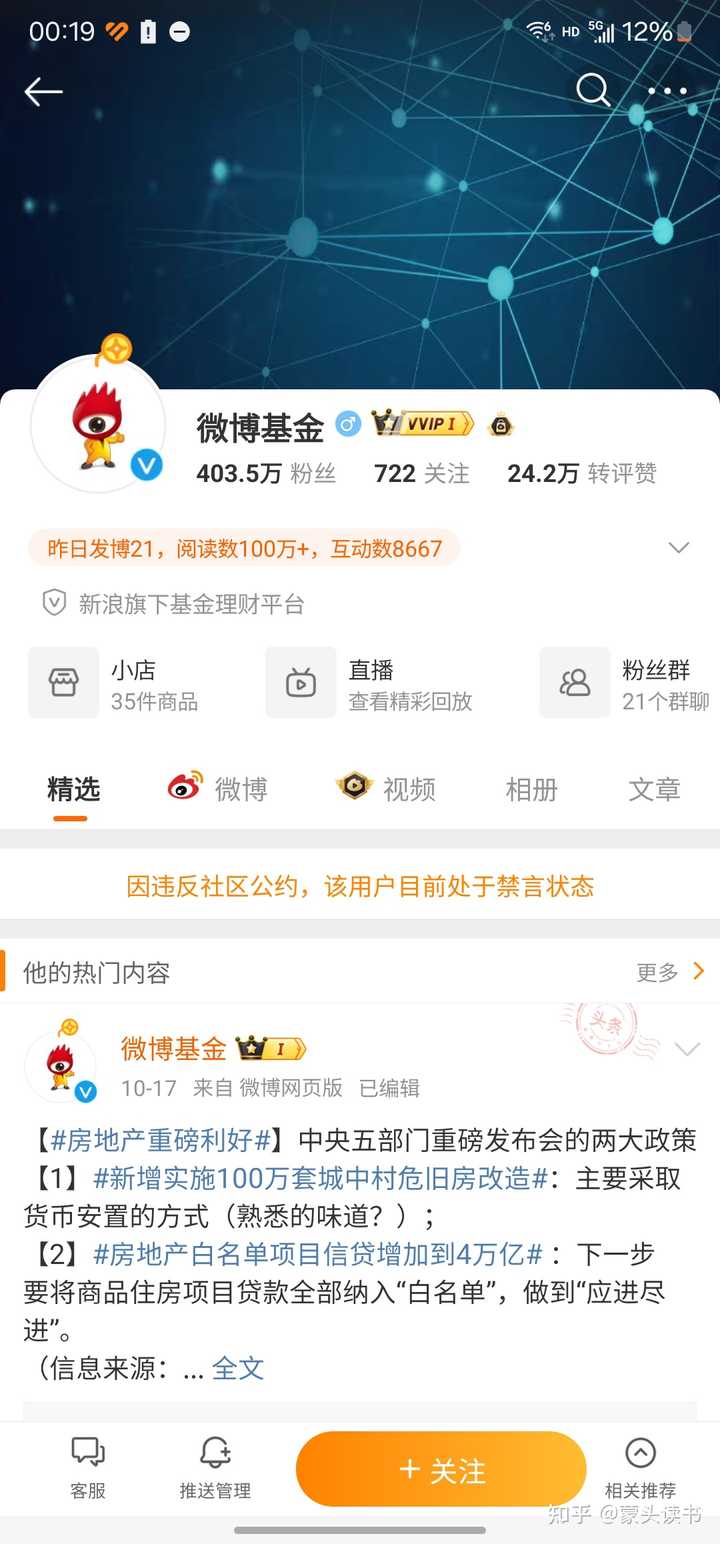 00:19 HD 5G 12%
微博基金 VVIP I
403.5万 粉丝 722 关注 24.2万 转评赞
昨日发博21，阅读数100万+，互动数8667
新浪旗下基金理财平台
小店 直播 粉丝群
35件商品 查看精彩回放 21个群聊
精选 微博 视频 相册 文章
因违反社区公约，该用户目前处于禁言状态
他的热门内容 更多
头条
微博基金 I
10-17 来自 微博网页版 已编辑
【#房地产重磅利好#】中央五部门重磅发布会的两大政策
【1】#新增实施100万套城中村危旧房改造#：主要采取
货币安置的方式（熟悉的味道？）；
【2】#房地产白名单项目信贷增加到4万亿#：下一步
要将商品住房项目贷款全部纳入“白名单”，做到“应进尽
进”。
（信息来源：... 全文
客服 推送管理 + 关注 相关推荐
知乎 @蒙头读书